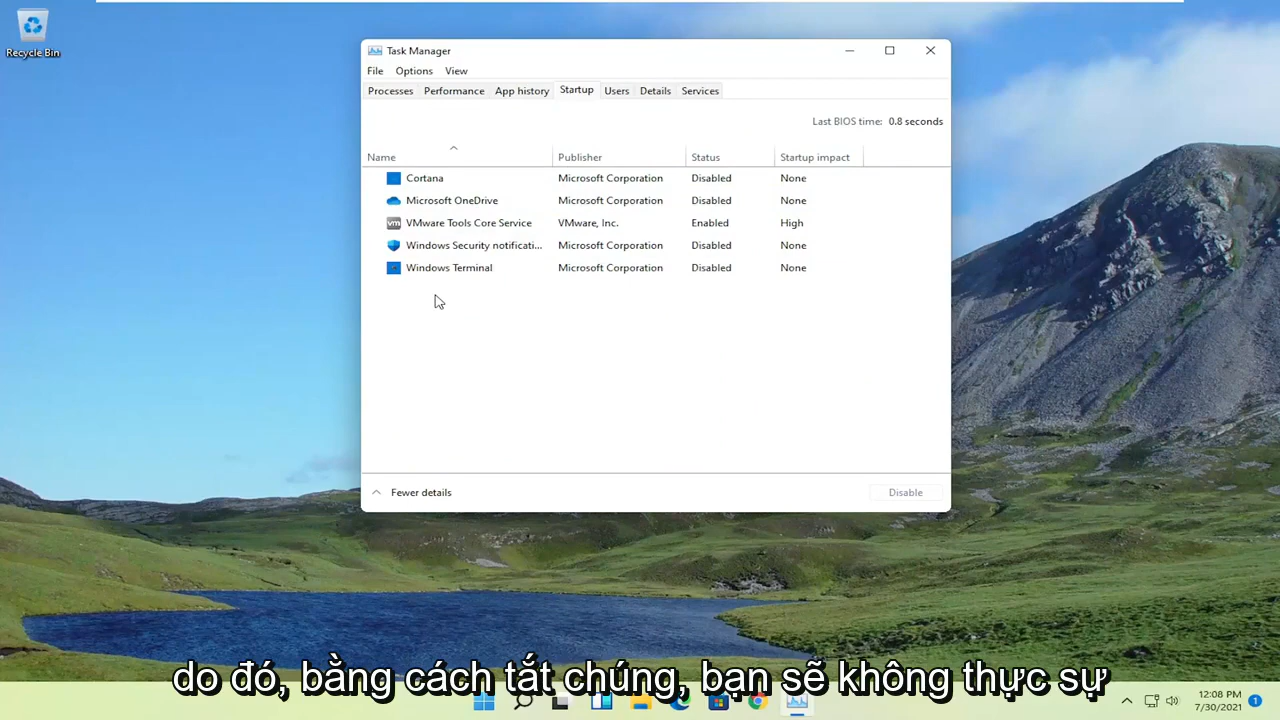 Recycle Bin
Task Manager
File Options View
Processes Performance App history Startup Users Details Services
Last BIOS time: 0.8 seconds
Name Publisher Status Startup impact
Cortana Microsoft Corporation Disabled None
Microsoft OneDrive Microsoft Corporation Disabled None
vm VMware Tools Core Service VMware, Inc. Enabled High
Windows Security notificati... Microsoft Corporation Disabled None
Windows Terminal Microsoft Corporation Disabled None
Fewer details Disable
do đó, bằng cách tắt chúng, bạn sẽ không thực sự
12:08 PM
7/30/2021
1